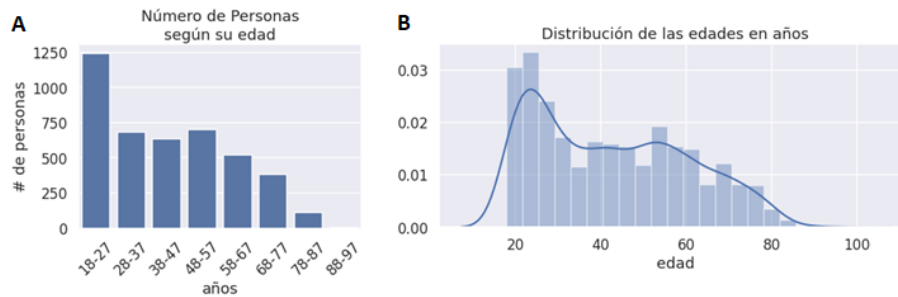 A
Número de Personas
según su edad
# de personas
1250
1000
750
500
250
0
18-27
28-37
38-47
48-57
58-67
68-77
78-87
88-97
años
B
Distribución de las edades en años
0.03
0.02
0.01
0.00
20
40
60
80
100
edad